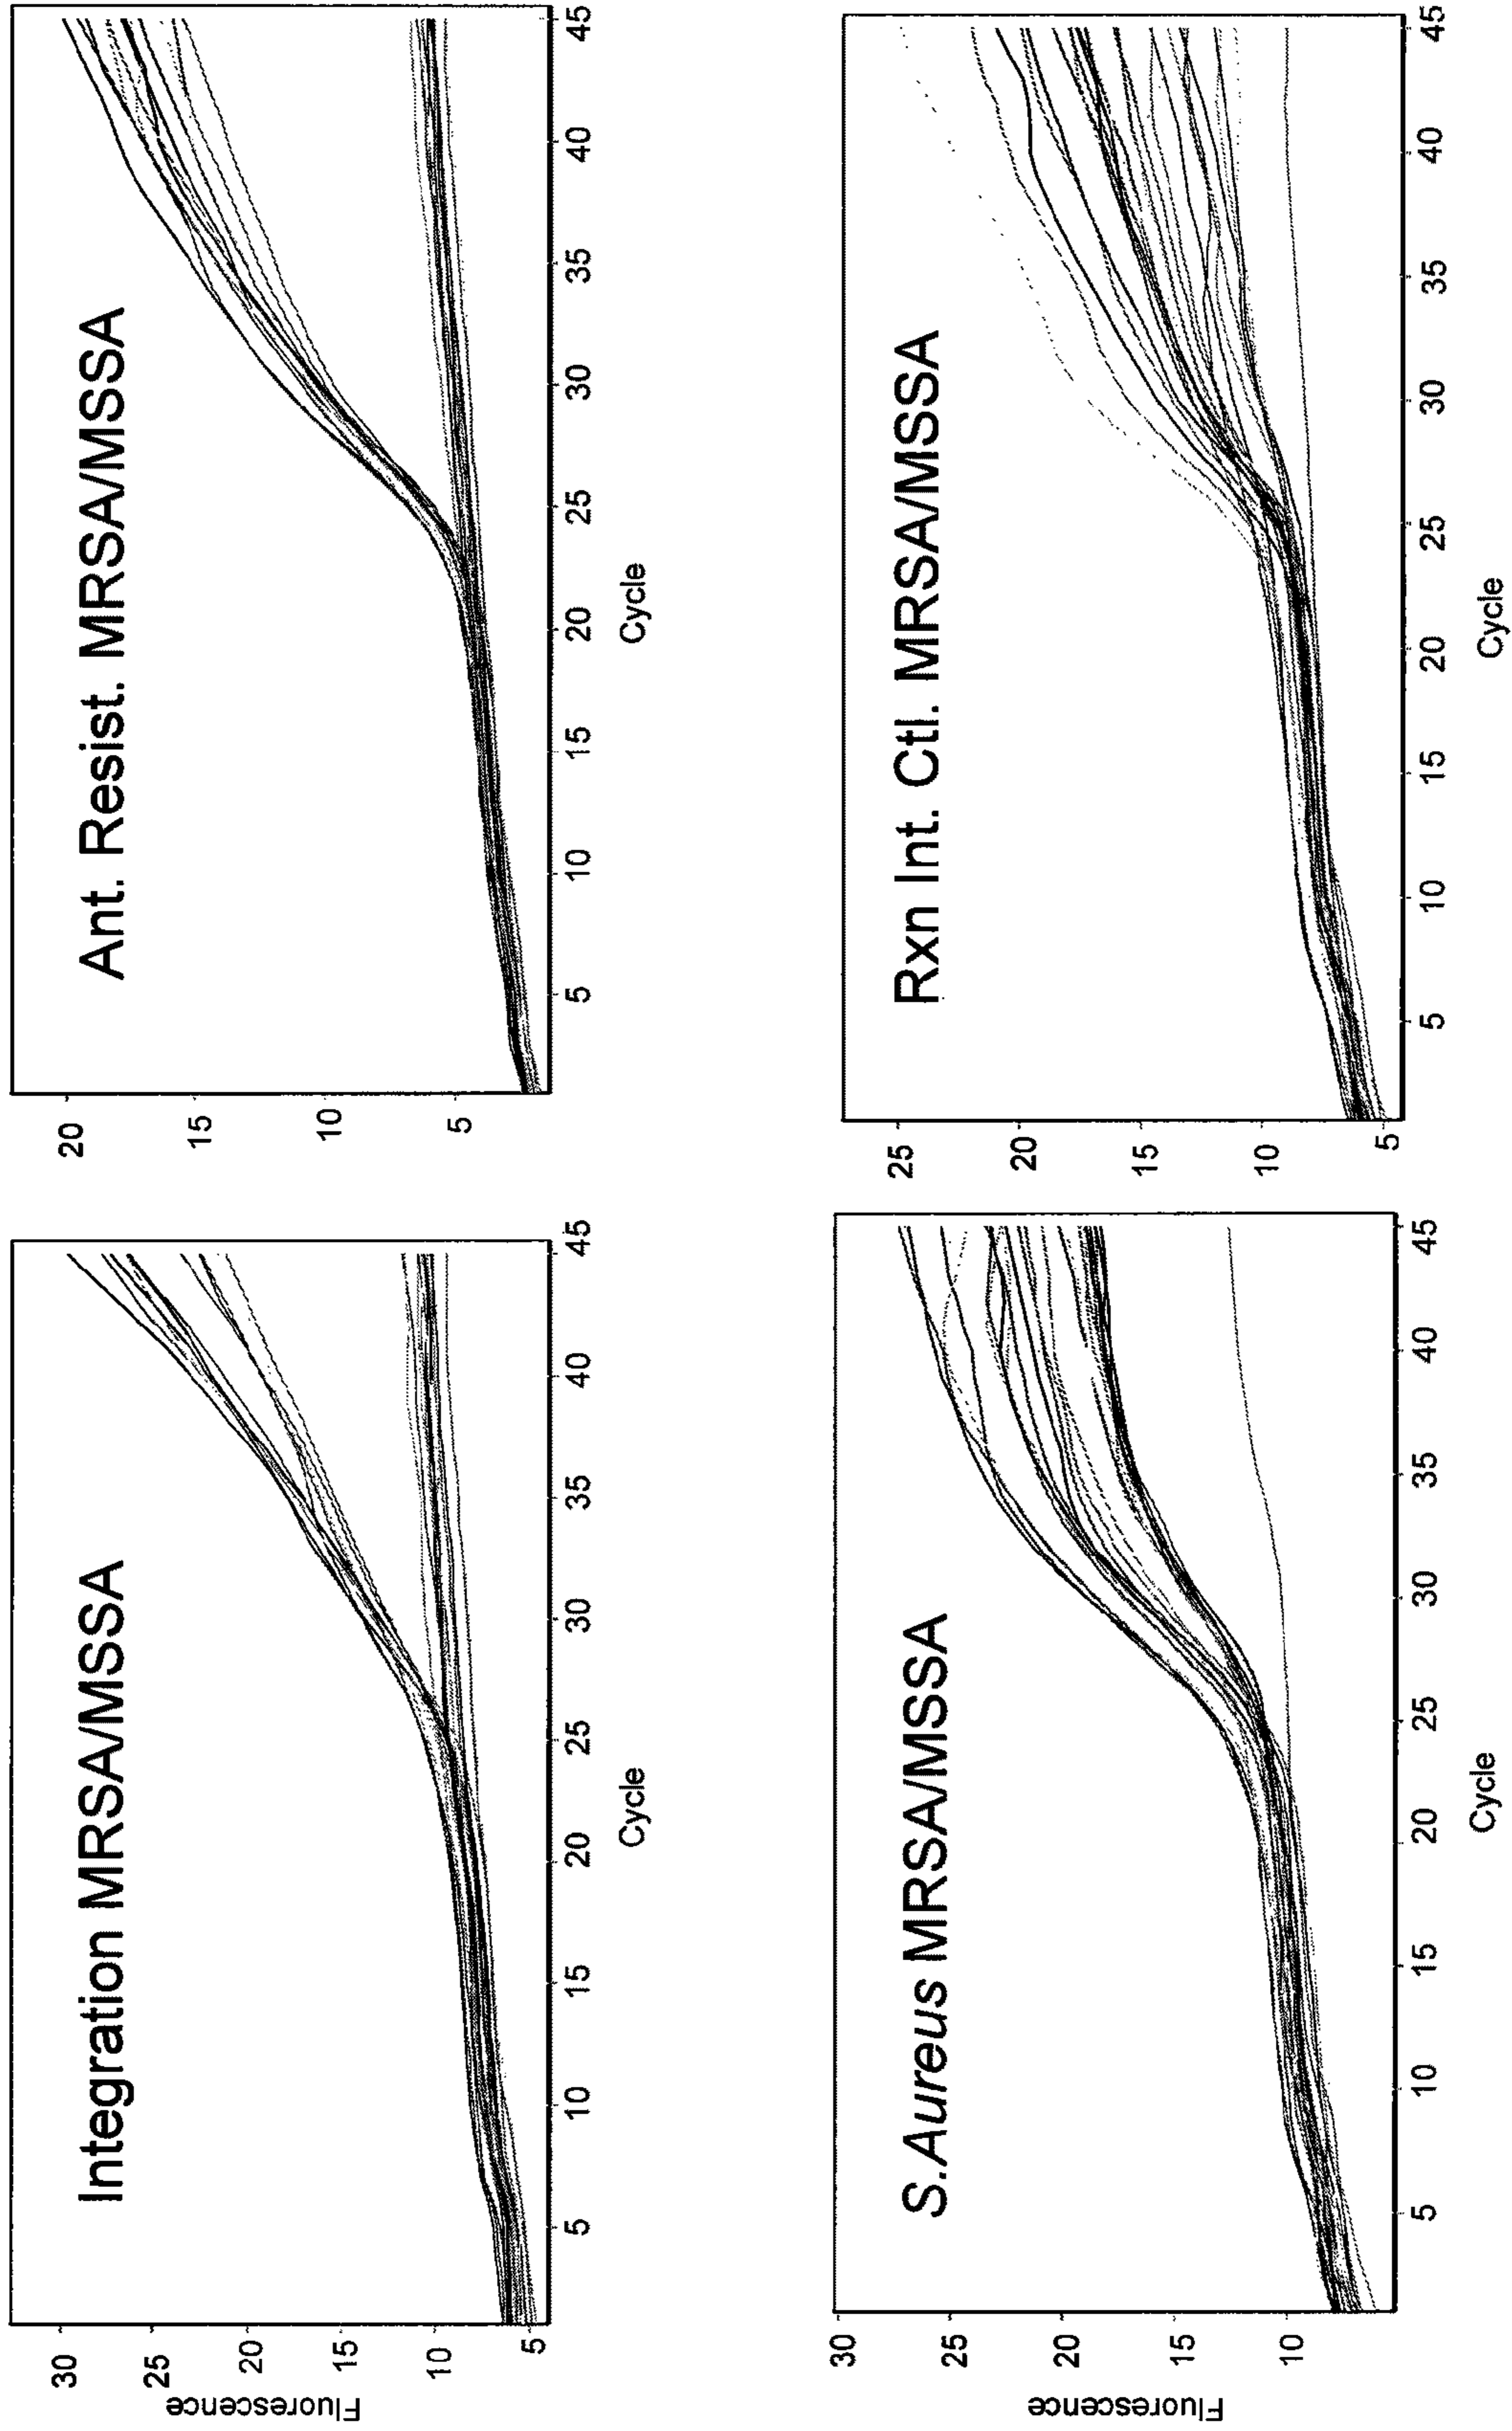 Integration MRSA/MSSA
Fluorescence
30
25
20
15
10
5
5 10 15 20 25 30 35 40 45
Cycle
Ant. Resist. MRSA/MSSA
20
15
10
5
5 10 15 20 25 30 35 40 45
Cycle
S.Aureus MRSA/MSSA
Fluorescence
30
25
20
15
10
5 10 15 20 25 30 35 40 45
Cycle
Rxn Int. Ctl. MRSA/MSSA
25
20
15
10
5
5 10 15 20 25 30 35 40 45
Cycle